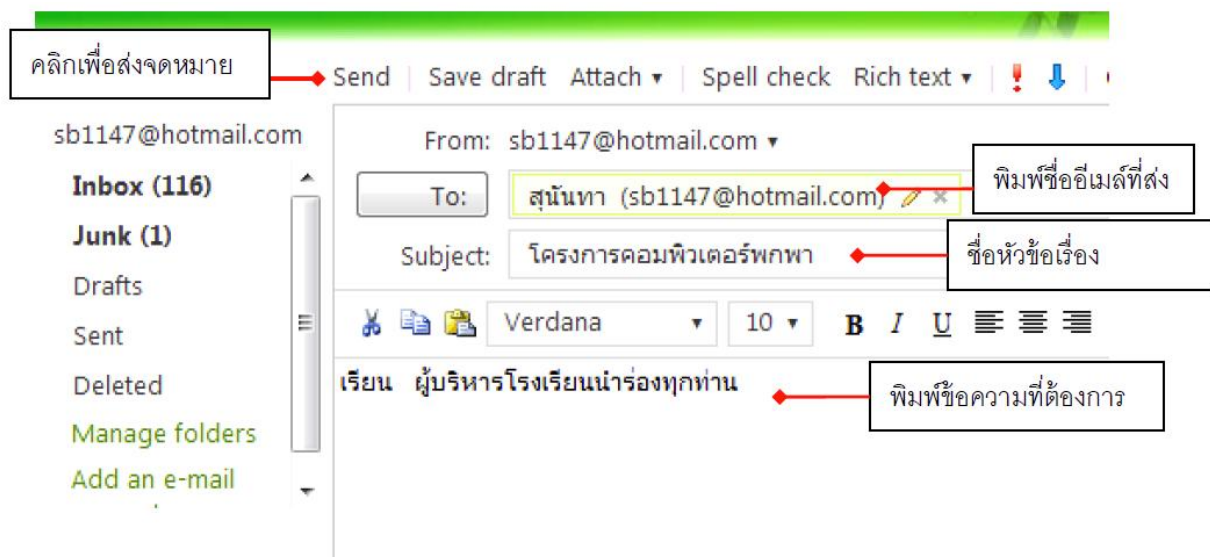 คลิกเพื่อส่งจดหมาย
Send Save draft Attach Spell check Rich text
sb1147@hotmail.com
Inbox (116)
Junk (1)
Drafts
Sent
Deleted
Manage folders
Add an e-mail
From: sb1147@hotmail.com
To: สุนันทา (sb1147@hotmail.com)
พิมพ์ชื่ออีเมล์ที่ส่ง
Subject: โครงการคอมพิวเตอร์พกพา
ชื่อหัวข้อเรื่อง
Verdana 10 B I U
เรียน ผู้บริหารโรงเรียนนำร่องทุกท่าน
พิมพ์ข้อความที่ต้องการ